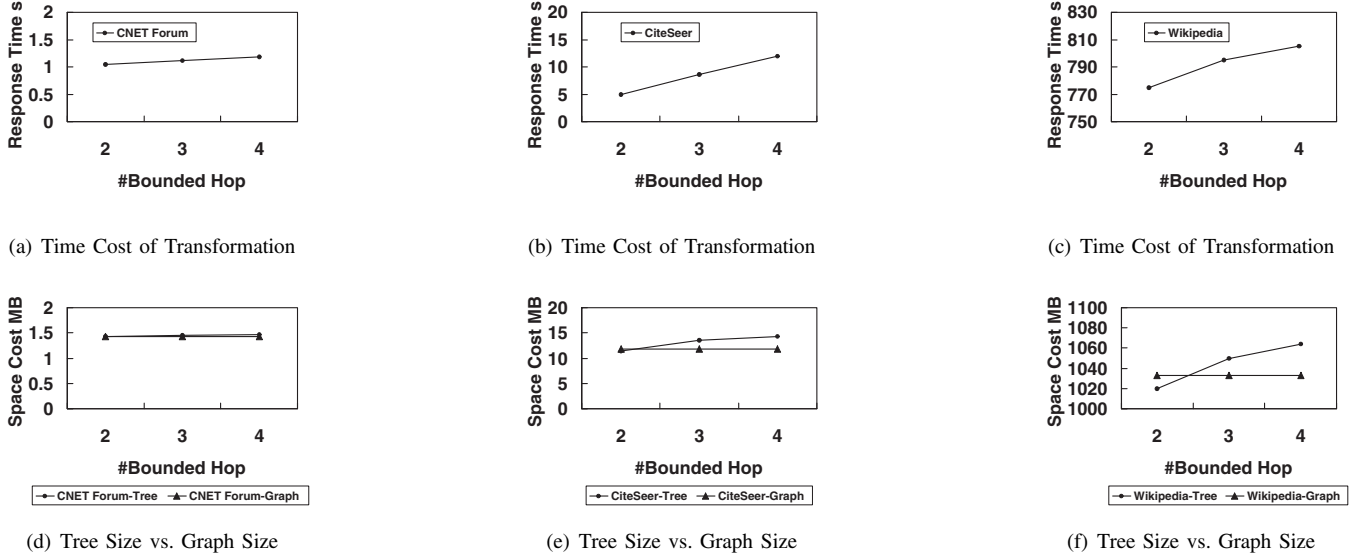 Response Time s
2
1.5
1
0.5
0
CNET Forum
2 3 4
#Bounded Hop
(a) Time Cost of Transformation
Response Time s
20
15
10
5
0
CiteSeer
2 3 4
#Bounded Hop
(b) Time Cost of Transformation
Response Time s
830
810
790
770
750
Wikipedia
2 3 4
#Bounded Hop
(c) Time Cost of Transformation
Space Cost MB
2
1.5
1
0.5
0
2 3 4
#Bounded Hop
CNET Forum-Tree CNET Forum-Graph
(d) Tree Size vs. Graph Size
Space Cost MB
20
15
10
5
0
2 3 4
#Bounded Hop
CiteSeer-Tree CiteSeer-Graph
(e) Tree Size vs. Graph Size
Space Cost MB
1100
1080
1060
1040
1020
1000
2 3 4
#Bounded Hop
Wikipedia-Tree Wikipedia-Graph
(f) Tree Size vs. Graph Size